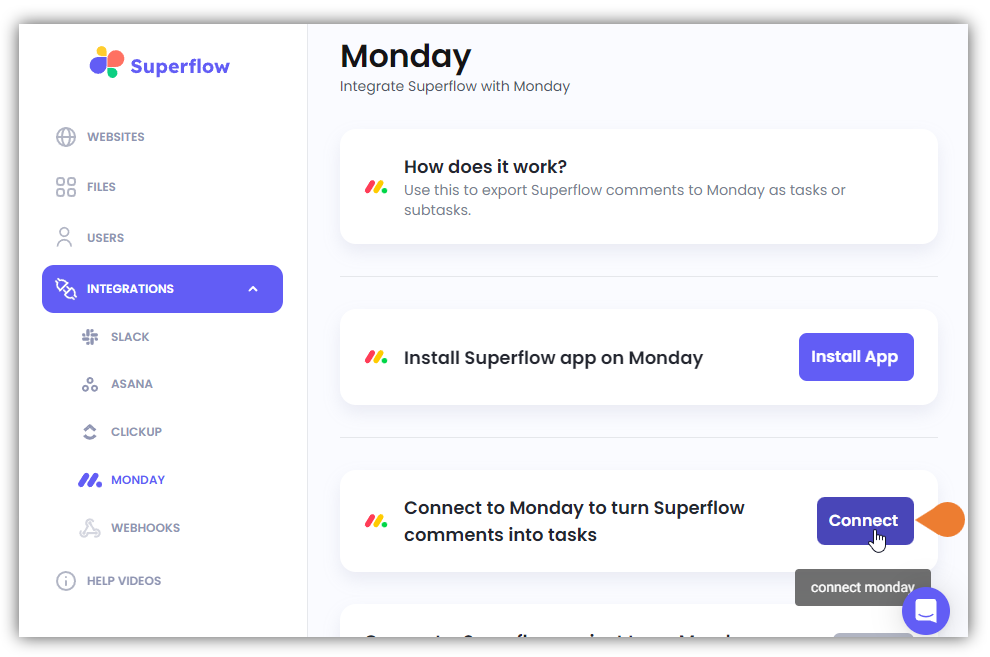 Superflow
WEBSITES
FILES
USERS
INTEGRATIONS
SLACK
ASANA
CLICKUP
MONDAY
WEBHOOKS
HELP VIDEOS
Monday
Integrate Superflow with Monday
How does it work?
Use this to export Superflow comments to Monday as tasks or
subtasks.
Install Superflow app on Monday
Install App
Connect to Monday to turn Superflow
comments into tasks
Connect
connect monday